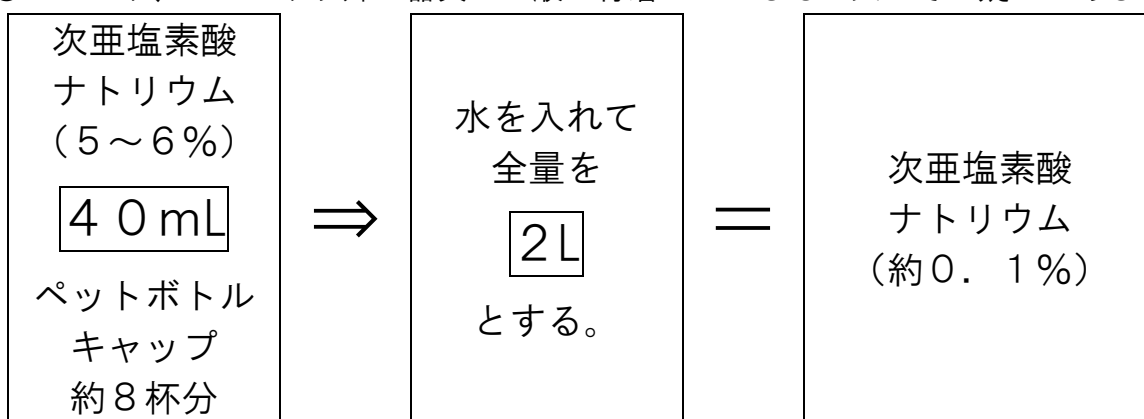 次亜塩素酸
ナトリウム
（5～6％）
４０mL
ペットボトル
キャップ
約８杯分
⇒
水を入れて
全量を
２L
とする。
＝
次亜塩素酸
ナトリウム
（約０．１％）